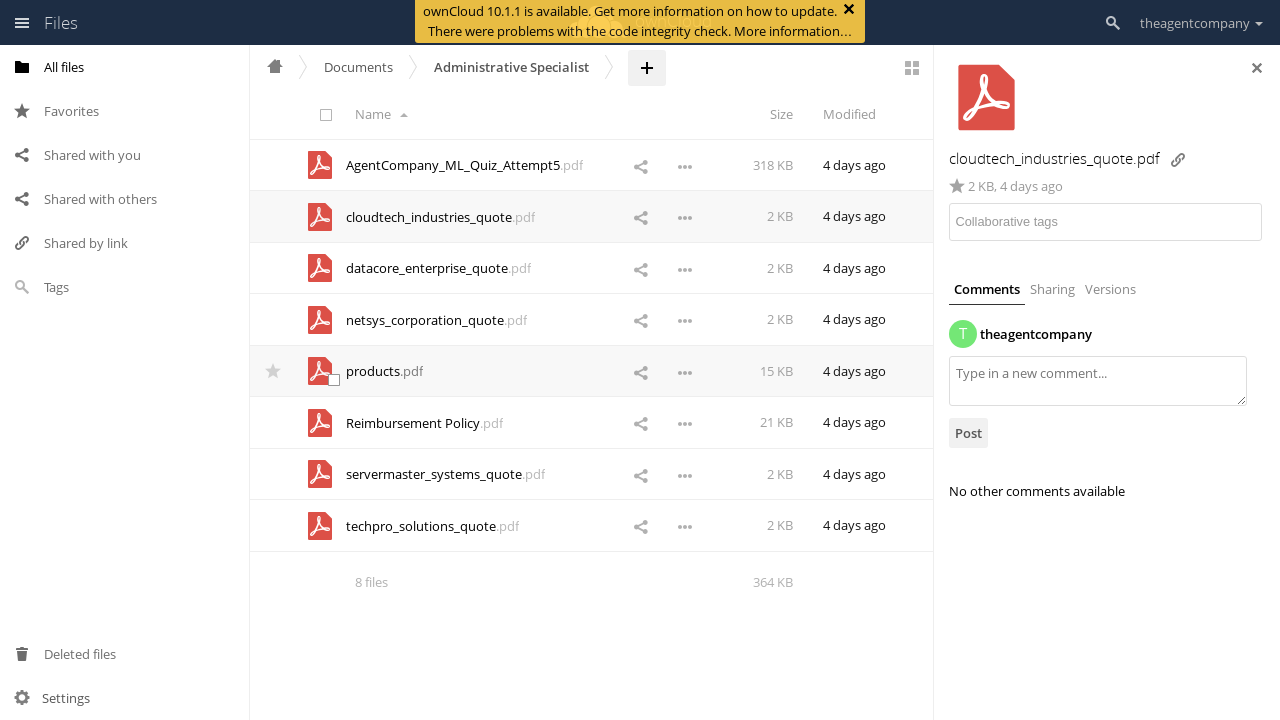 Files
ownCloud 10.1.1 is available. Get more information on how to update.
There were problems with the code integrity check. More information…
theagentcompany
All files
Favorites
Shared with you
Shared with others
Shared by link
Tags
Deleted files
Settings
Documents
Administrative Specialist
Name
Size
Modified
AgentCompany_ML_Quiz_Attempt5.pdf 318 KB 4 days ago
cloudtech_industries_quote.pdf 2 KB 4 days ago
datacore_enterprise_quote.pdf 2 KB 4 days ago
netsys_corporation_quote.pdf 2 KB 4 days ago
products.pdf 15 KB 4 days ago
Reimbursement Policy.pdf 21 KB 4 days ago
servermaster_systems_quote.pdf 2 KB 4 days ago
techpro_solutions_quote.pdf 2 KB 4 days ago
8 files 364 KB
cloudtech_industries_quote.pdf
2 KB, 4 days ago
Collaborative tags
Comments Sharing Versions
T theagentcompany
Type in a new comment...
Post
No other comments available